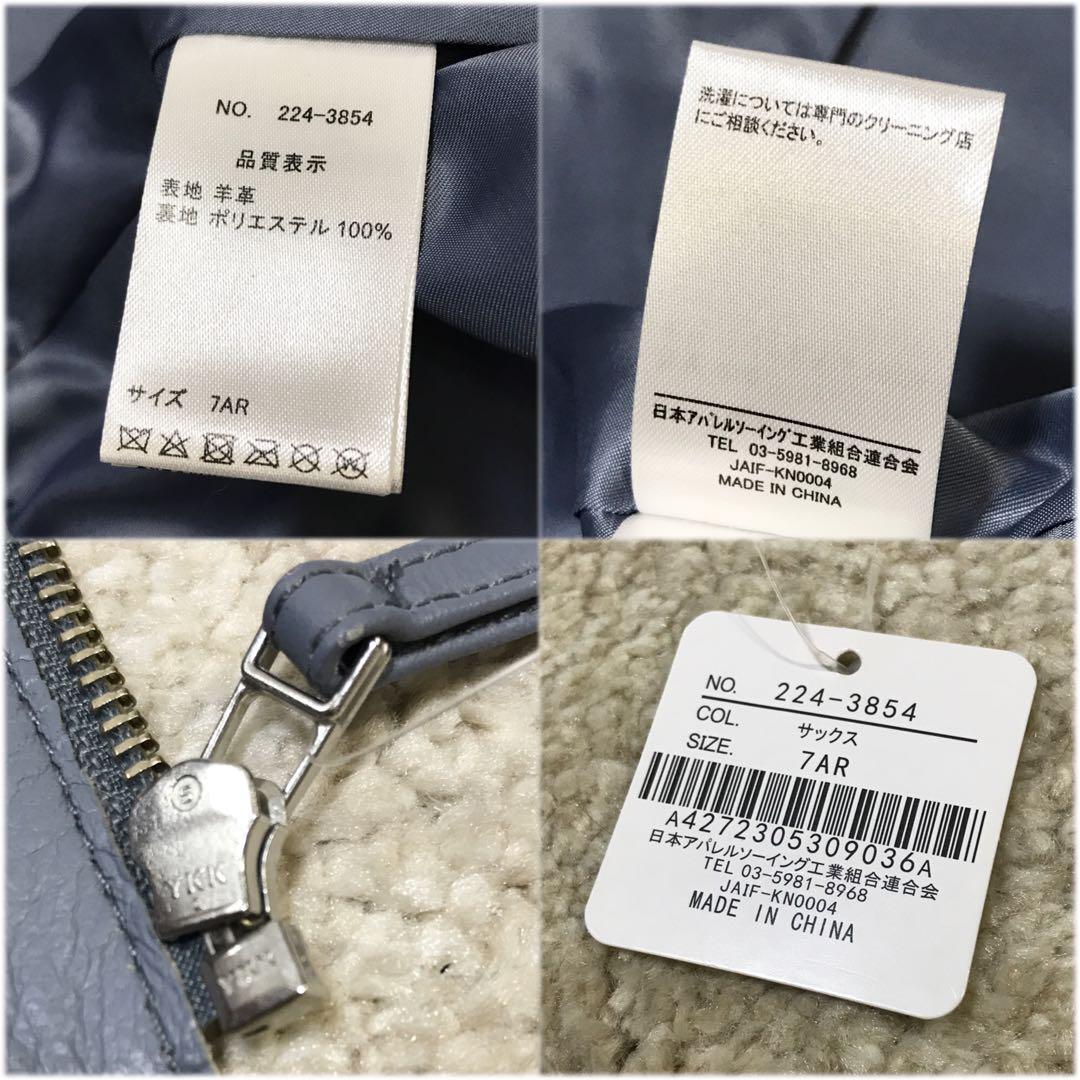 NO. 224-3854
品質表示
表地 羊革
裏地 ポリエステル 100%
サイズ 7AR
洗濯については専門のクリーニング店
にご相談ください。
日本アパレルソーイング工業組合連合会
TEL 03-5981-8968
JAIF-KN0004
MADE IN CHINA
YKK
NO. 224-3854
COL. サックス
SIZE. 7AR
A4272305309036A
日本アパレルソーイング工業組合連合会
TEL 03-5981-8968
JAIF-KN0004
MADE IN CHINA